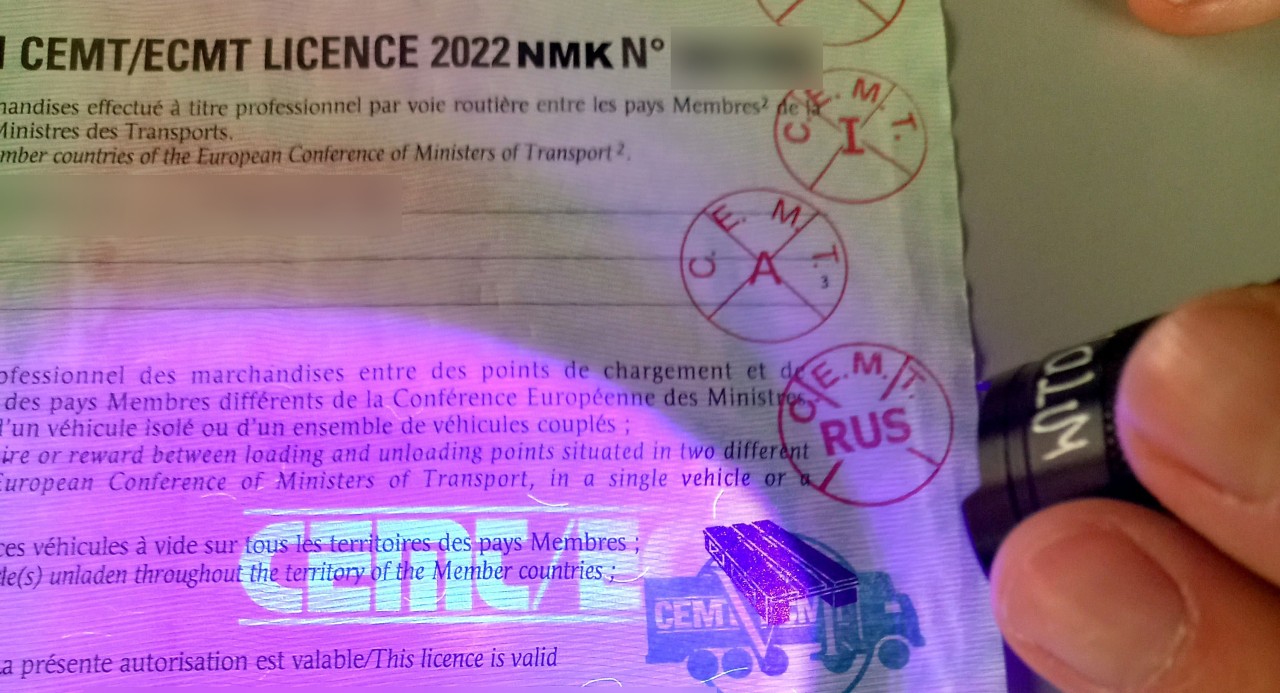 CEMT/ECMT LICENCE 2022 NMK N°
handises effectué à titre professionnel par voie routière entre les pays Membres² de la
Ministres des Transports.
mber countries of the European Conference of Ministers of Transport ².
C. E. M. T.
I
C. E. M. T. 3
A
ofessionnel des marchandises entre des points de chargement et de
des pays Membres différents de la Conférence Européenne des Ministres,
d'un véhicule isolé ou d'un ensemble de véhicules couplés ;
ire or reward between loading and unloading points situated in two different
European Conference of Ministers of Transport, in a single vehicle or a
C. E. M. T.
RUS
ces véhicules à vide sur tous les territoires des pays Membres ;
le(s) unladen throughout the territory of the Member countries ;
CEMT/E
CEMT
La présente autorisation est valable/This licence is valid